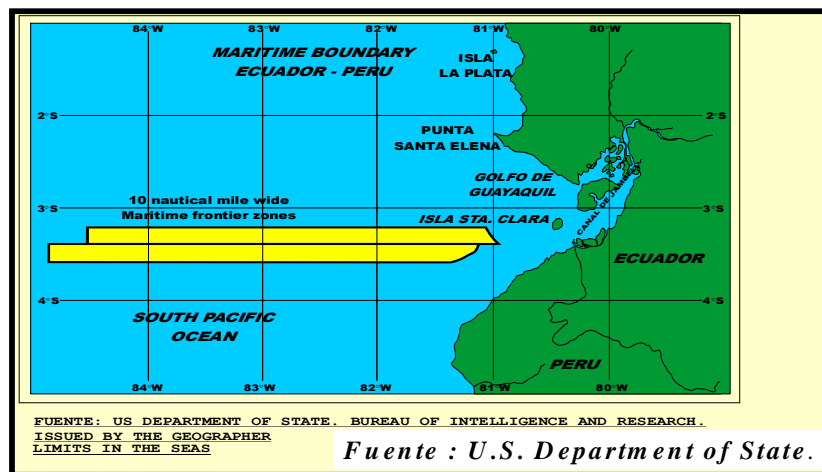 84°W 83°W 82°W 81°W 80°W
MARITIME BOUNDARY
ECUADOR - PERU
ISLA
LA PLATA
2°S 2°S
PUNTA
SANTA ELENA
GOLFO DE
GUAYAQUIL
CANAL DE JAMBELI
10 nautical mile wide
Maritime frontier zones
3°S 3°S
ISLA STA. CLARA
ECUADOR
4°S 4°S
SOUTH PACIFIC
OCEAN
PERU
84°W 83°W 82°W 81°W 80°W
FUENTE: US DEPARTMENT OF STATE. BUREAU OF INTELLIGENCE AND RESEARCH.
ISSUED BY THE GEOGRAPHER
LIMITS IN THE SEAS
Fuente : U.S. Department of State.